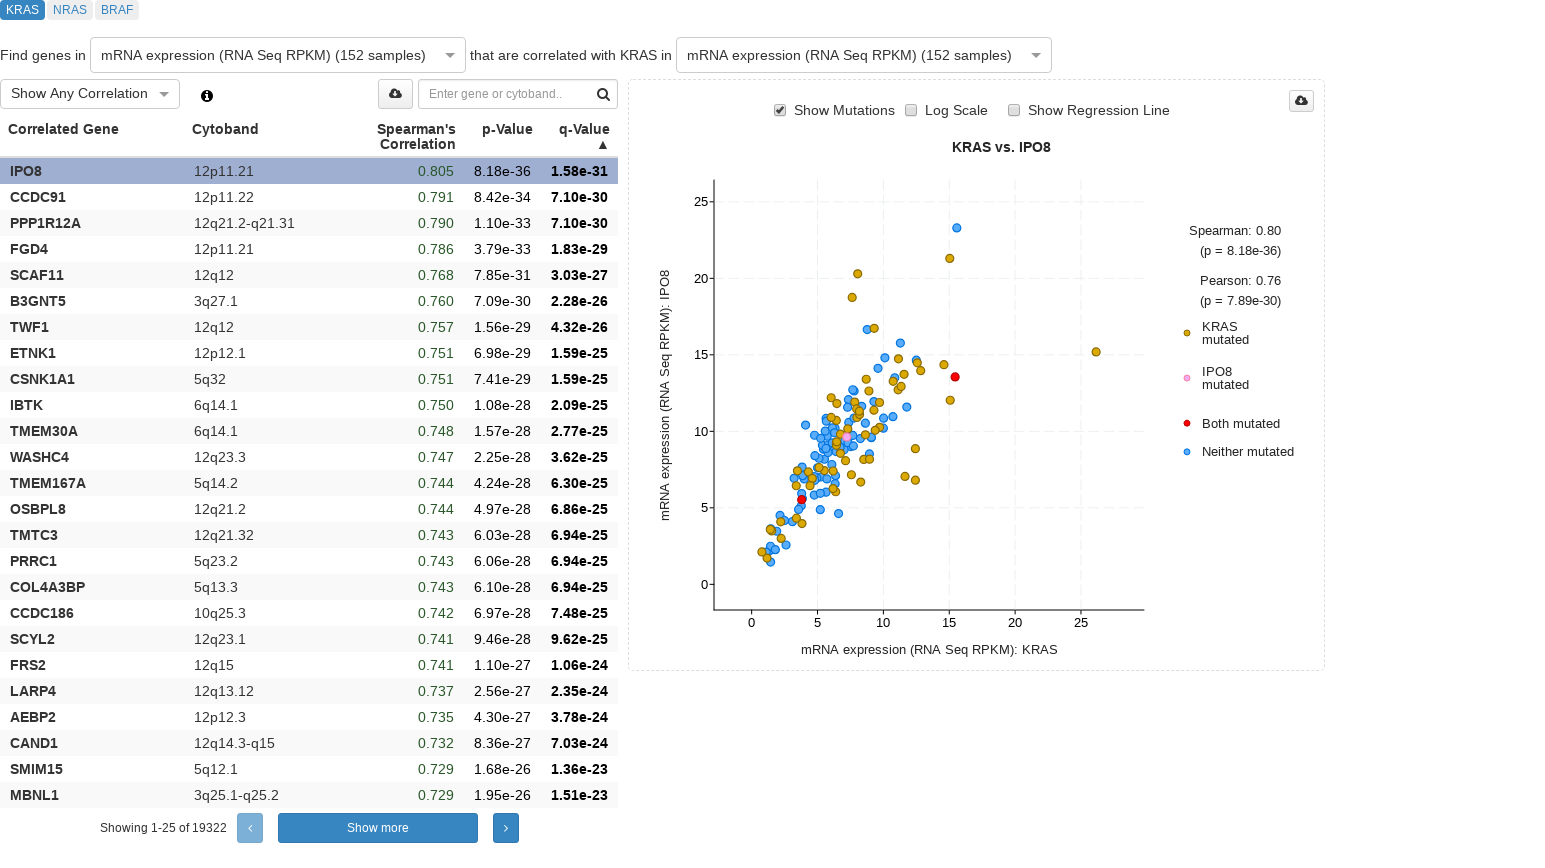 KRAS NRAS BRAF
Find genes in mRNA expression (RNA Seq RPKM) (152 samples) that are correlated with KRAS in mRNA expression (RNA Seq RPKM) (152 samples)
Show Any Correlation Enter gene or cytoband..
Correlated Gene Cytoband Spearman's Correlation p-Value q-Value ▲
IPO8 12p11.21 0.805 8.18e-36 1.58e-31
CCDC91 12p11.22 0.791 8.42e-34 7.10e-30
PPP1R12A 12q21.2-q21.31 0.790 1.10e-33 7.10e-30
FGD4 12p11.21 0.786 3.79e-33 1.83e-29
SCAF11 12q12 0.768 7.85e-31 3.03e-27
B3GNT5 3q27.1 0.760 7.09e-30 2.28e-26
TWF1 12q12 0.757 1.56e-29 4.32e-26
ETNK1 12p12.1 0.751 6.98e-29 1.59e-25
CSNK1A1 5q32 0.751 7.41e-29 1.59e-25
IBTK 6q14.1 0.750 1.08e-28 2.09e-25
TMEM30A 6q14.1 0.748 1.57e-28 2.77e-25
WASHC4 12q23.3 0.747 2.25e-28 3.62e-25
TMEM167A 5q14.2 0.744 4.24e-28 6.30e-25
OSBPL8 12q21.2 0.744 4.97e-28 6.86e-25
TMTC3 12q21.32 0.743 6.03e-28 6.94e-25
PRRC1 5q23.2 0.743 6.06e-28 6.94e-25
COL4A3BP 5q13.3 0.743 6.10e-28 6.94e-25
CCDC186 10q25.3 0.742 6.97e-28 7.48e-25
SCYL2 12q23.1 0.741 9.46e-28 9.62e-25
FRS2 12q15 0.741 1.10e-27 1.06e-24
LARP4 12q13.12 0.737 2.56e-27 2.35e-24
AEBP2 12p12.3 0.735 4.30e-27 3.78e-24
CAND1 12q14.3-q15 0.732 8.36e-27 7.03e-24
SMIM15 5q12.1 0.729 1.68e-26 1.36e-23
MBNL1 3q25.1-q25.2 0.729 1.95e-26 1.51e-23
Showing 1-25 of 19322 Show more
Show Mutations Log Scale Show Regression Line
KRAS vs. IPO8
mRNA expression (RNA Seq RPKM): IPO8
25
20
15
10
5
0
0 5 10 15 20 25
mRNA expression (RNA Seq RPKM): KRAS
Spearman: 0.80
(p = 8.18e-36)
Pearson: 0.76
(p = 7.89e-30)
KRAS
mutated
IPO8
mutated
Both mutated
Neither mutated